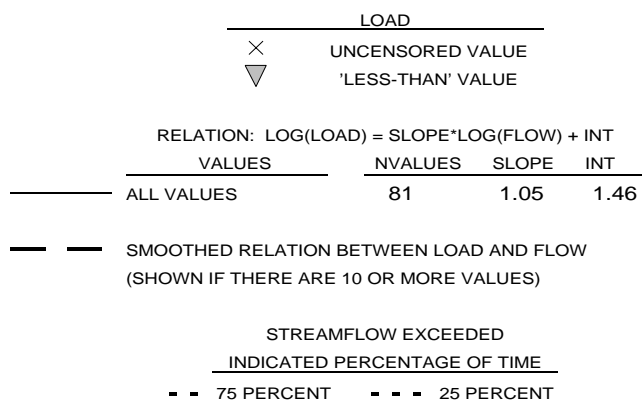 LOAD
UNCENSORED VALUE
'LESS-THAN' VALUE
RELATION: LOG(LOAD) = SLOPE*LOG(FLOW) + INT
VALUES NVALUES SLOPE INT
ALL VALUES 81 1.05 1.46
SMOOTHED RELATION BETWEEN LOAD AND FLOW
(SHOWN IF THERE ARE 10 OR MORE VALUES)
STREAMFLOW EXCEEDED
INDICATED PERCENTAGE OF TIME
75 PERCENT 25 PERCENT